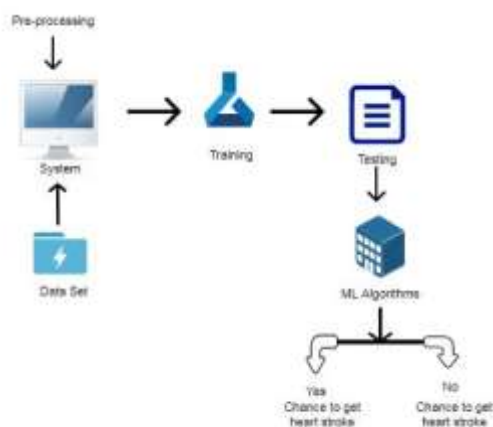 Pre-processing
System
Training
Testing
Data Set
ML Algorithms
Yes
Chance to get
heart stroke
No
Chance to get
heart stroke